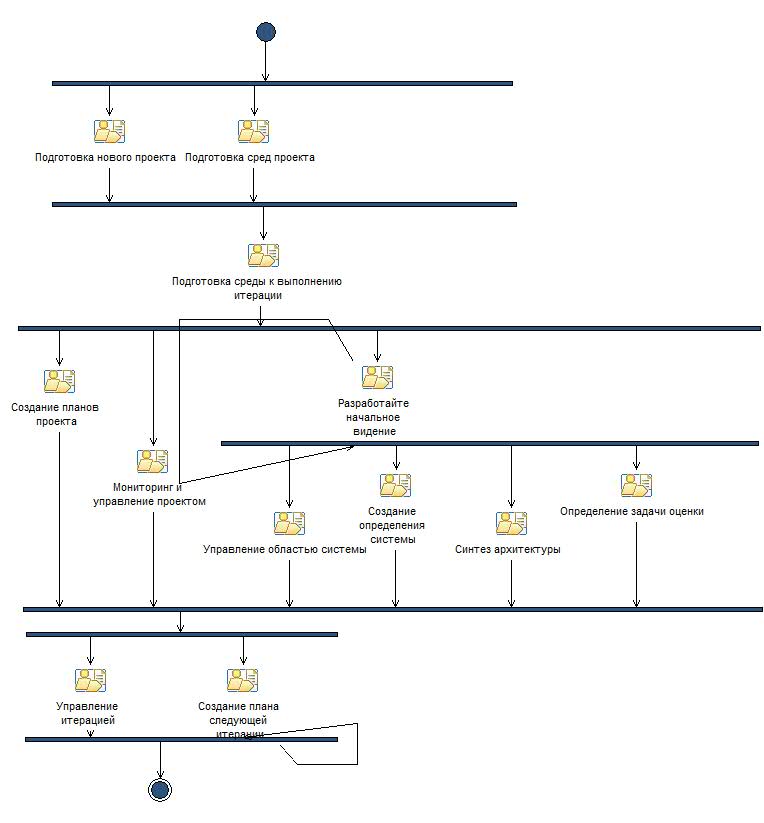 Подготовка нового проекта
Подготовка сред проекта
Подготовка среды к выполнению
итерации
Создание планов
проекта
Разработайте
начальное
видение
Мониторинг и
управление проектом
Управление областью системы
Создание
определения
системы
Синтез архитектуры
Определение задачи оценки
Управление
итерацией
Создание плана
следующей
итерации